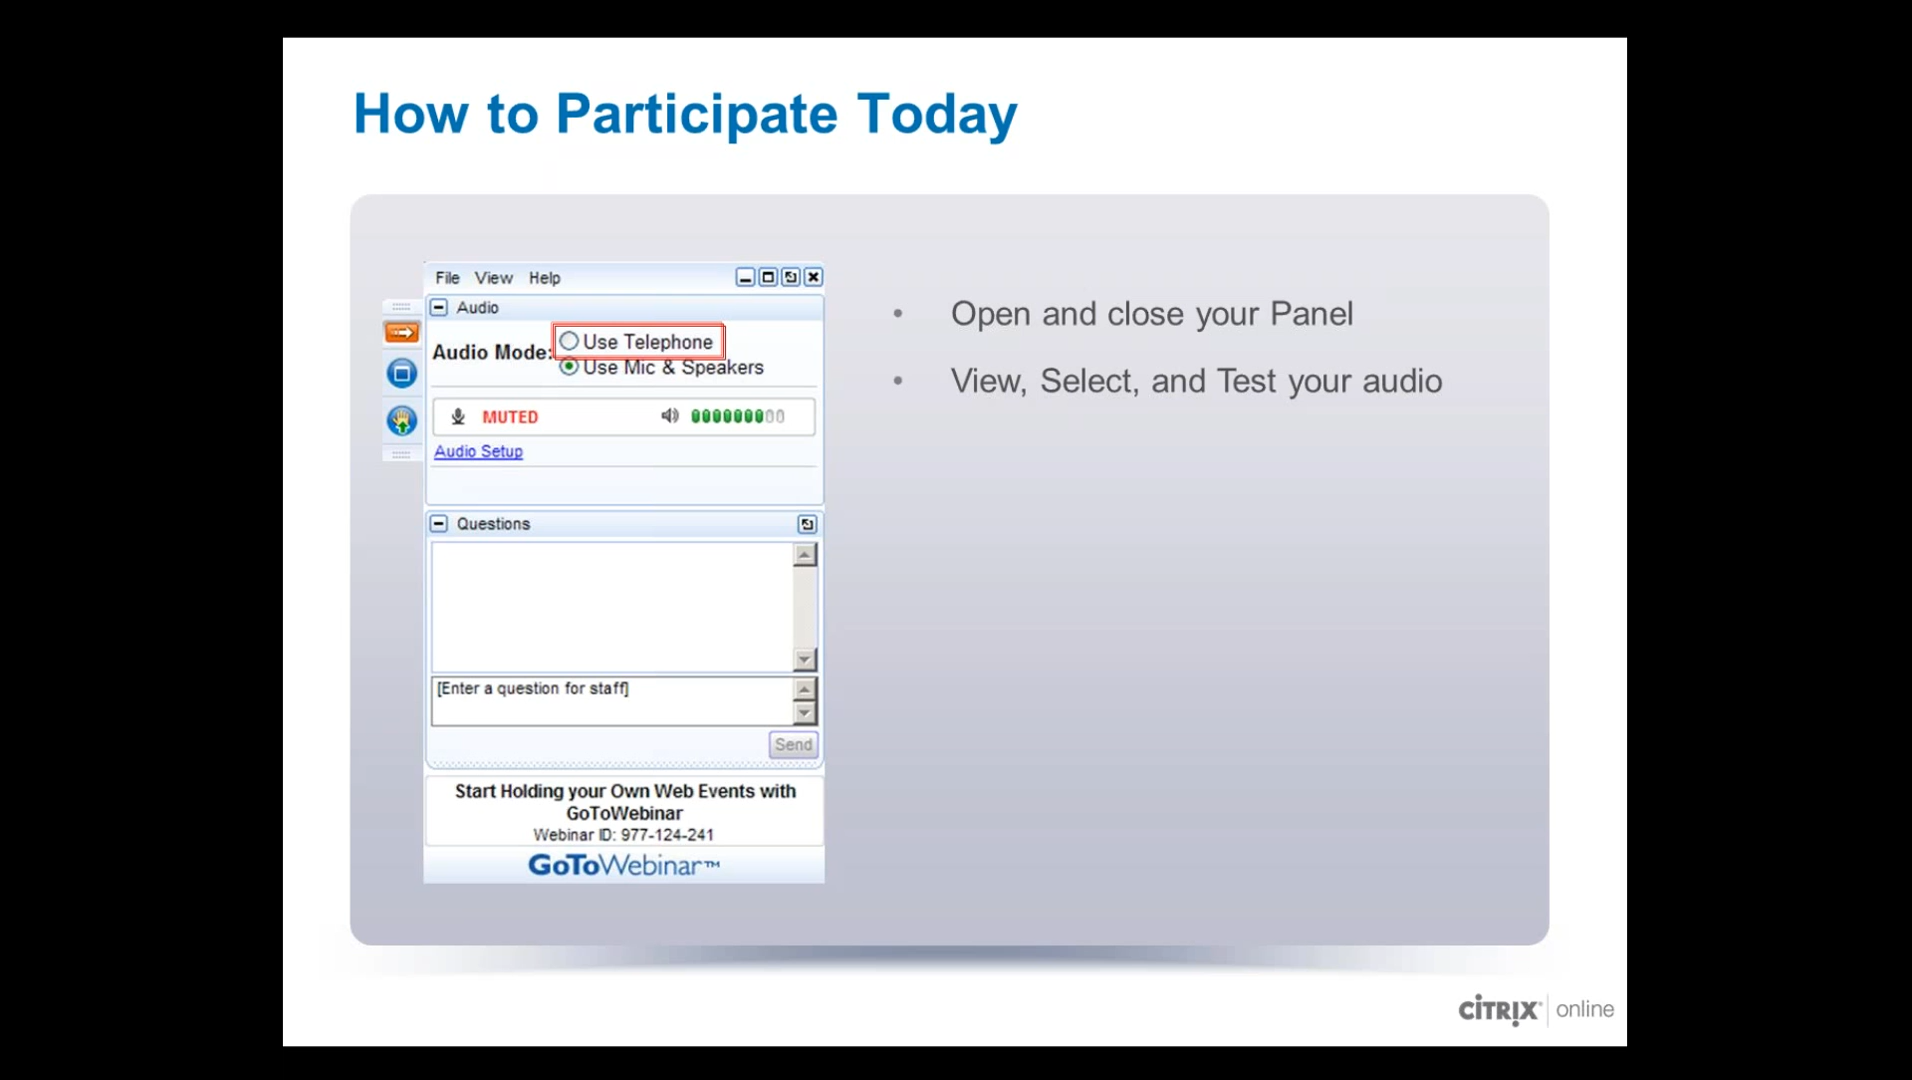 How to Participate Today
File View Help
Audio
Audio Mode:
Use Telephone
Use Mic & Speakers
MUTED
Audio Setup
Questions
[Enter a question for staff]
Send
Start Holding your Own Web Events with
GoToWebinar
Webinar ID: 977-124-241
GoToWebinar™
• Open and close your Panel
• View, Select, and Test your audio
CİTRIX® online